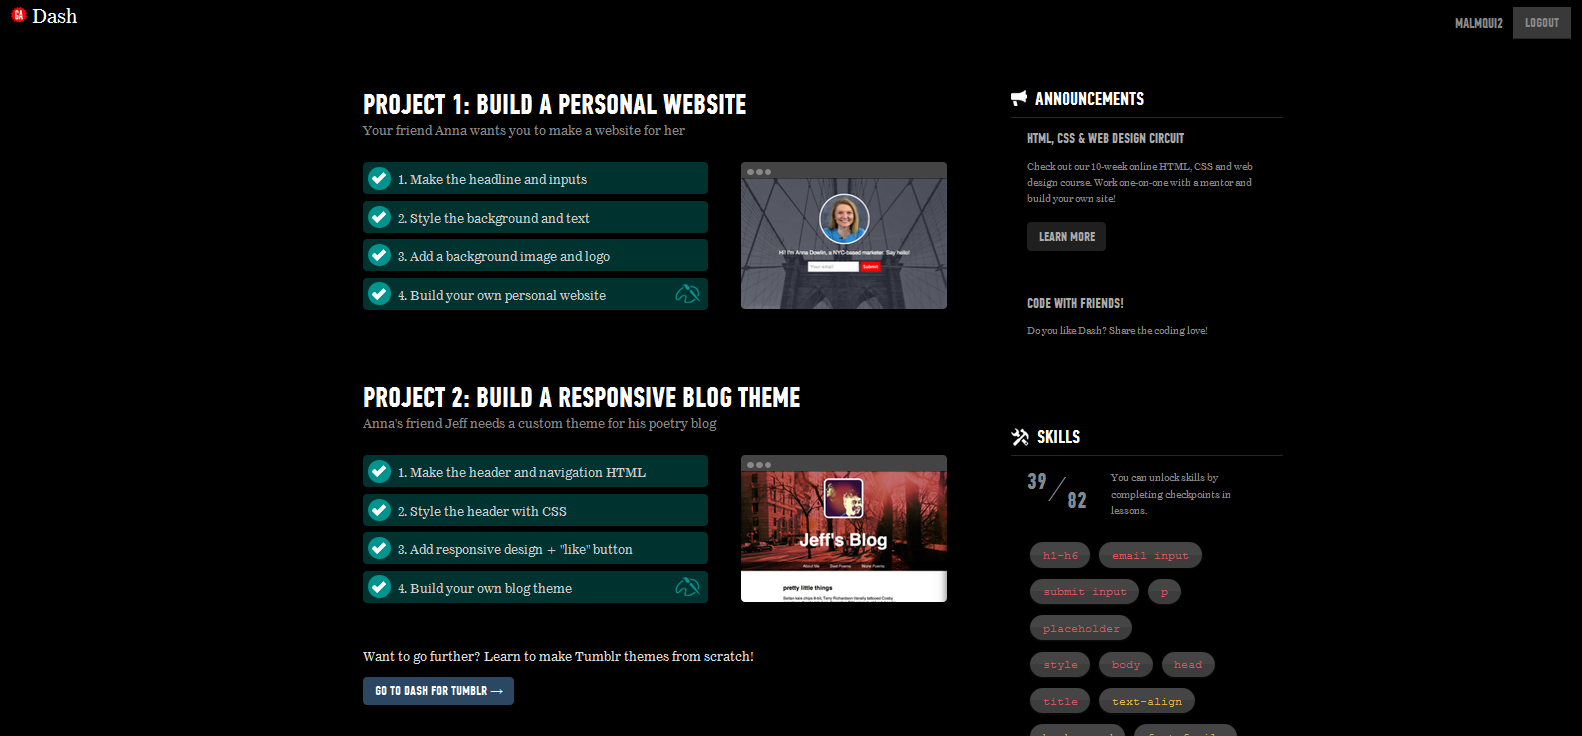 GA Dash
MALMQUI2 LOGOUT
PROJECT 1: BUILD A PERSONAL WEBSITE
Your friend Anna wants you to make a website for her
1. Make the headline and inputs
2. Style the background and text
3. Add a background image and logo
4. Build your own personal website
Hi! I'm Anna Dowlin, a NYC-based marketer. Say hello!
Your email Submit
PROJECT 2: BUILD A RESPONSIVE BLOG THEME
Anna's friend Jeff needs a custom theme for his poetry blog
1. Make the header and navigation HTML
2. Style the header with CSS
3. Add responsive design + "like" button
4. Build your own blog theme
Jeff's Blog
About Me Best Poems Worst Poems
pretty little things
Want to go further? Learn to make Tumblr themes from scratch!
GO TO DASH FOR TUMBLR →
ANNOUNCEMENTS
HTML, CSS & WEB DESIGN CIRCUIT
Check out our 10-week online HTML, CSS and web
design course. Work one-on-one with a mentor and
build your own site!
LEARN MORE
CODE WITH FRIENDS!
Do you like Dash? Share the coding love!
SKILLS
39/82
You can unlock skills by
completing checkpoints in
lessons.
h1-h6 email input
submit input p
placeholder
style body head
title text-align